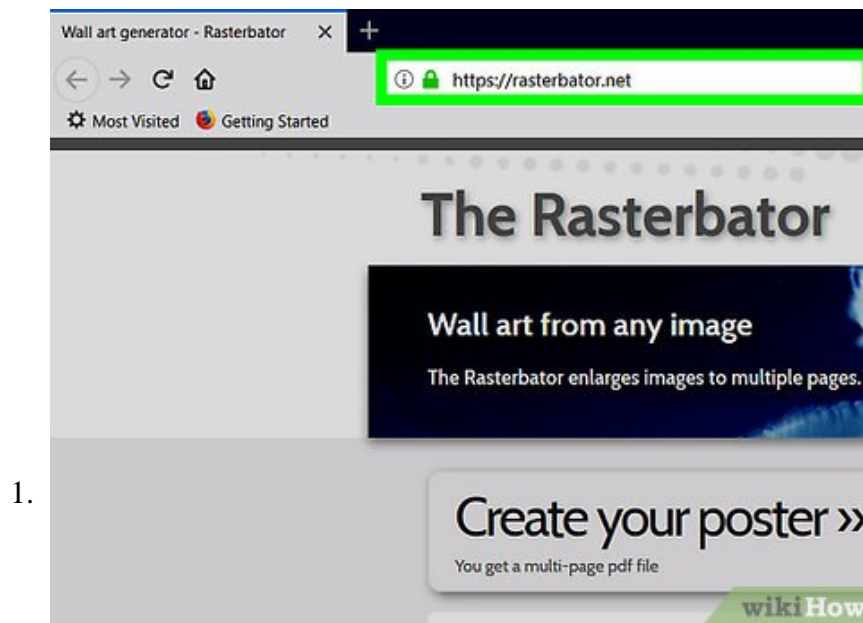 Wall art generator - Rasterbator
https://rasterbator.net
Most Visited Getting Started
The Rasterbator
Wall art from any image
The Rasterbator enlarges images to multiple pages.
1.
Create your poster »
You get a multi-page pdf file
wikiHow